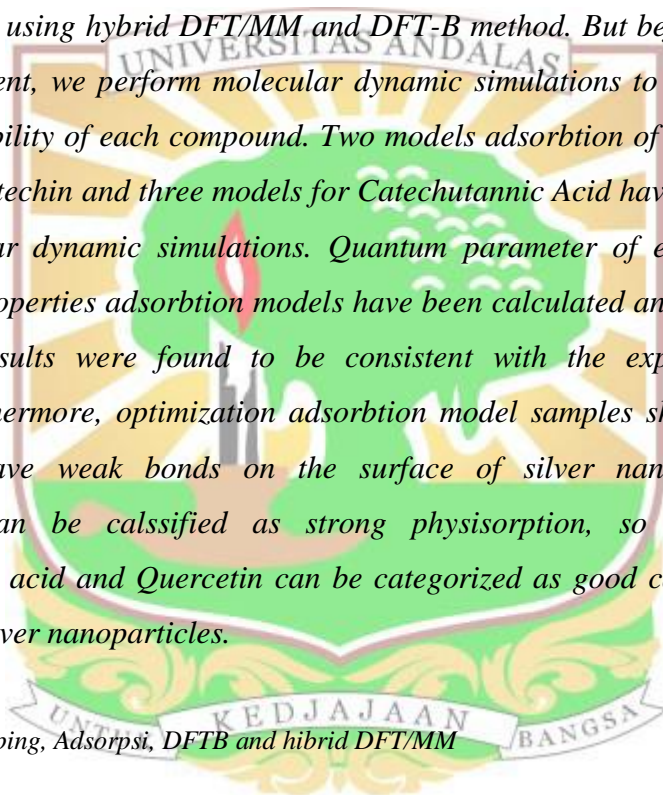 using hybrid DFT/MM and DFT-B method. But be
UNIVERSITAS ANDALAS
ent, we perform molecular dynamic simulations to
bility of each compound. Two models adsorbtion of
techin and three models for Catechutannic Acid hav
ar dynamic simulations. Quantum parameter of e
operties adsorbtion models have been calculated an
sults were found to be consistent with the exp
hermore, optimization adsorbtion model samples sh
ave weak bonds on the surface of silver nan
an be calssified as strong physisorption, so
acid and Quercetin can be categorized as good c
ver nanoparticles.
UNTUK KEDJAJAAN BANGSA
ping, Adsorpsi, DFTB and hibrid DFT/MM